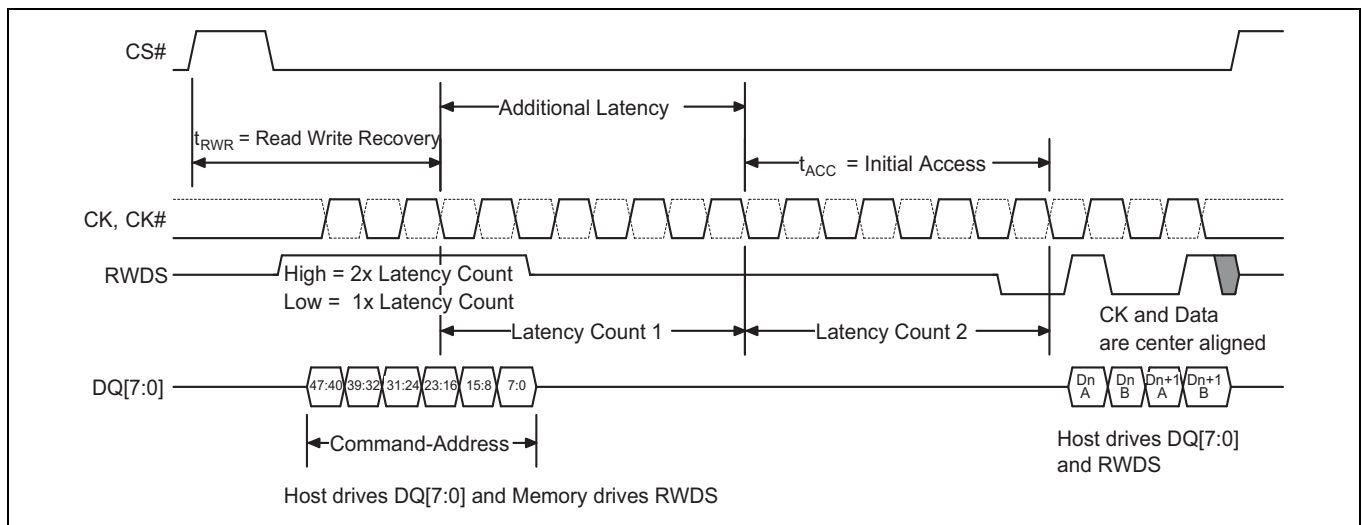 CS#
Additional Latency
tRWR = Read Write Recovery
tACC = Initial Access
CK, CK#
RWDS
High = 2x Latency Count
Low = 1x Latency Count
CK and Data
are center aligned
Latency Count 1
Latency Count 2
DQ[7:0]
47:40 39:32 31:24 23:16 15:8 7:0
Dn Dn Dn+1 Dn+1
A B A B
Command-Address
Host drives DQ[7:0]
and RWDS
Host drives DQ[7:0] and Memory drives RWDS